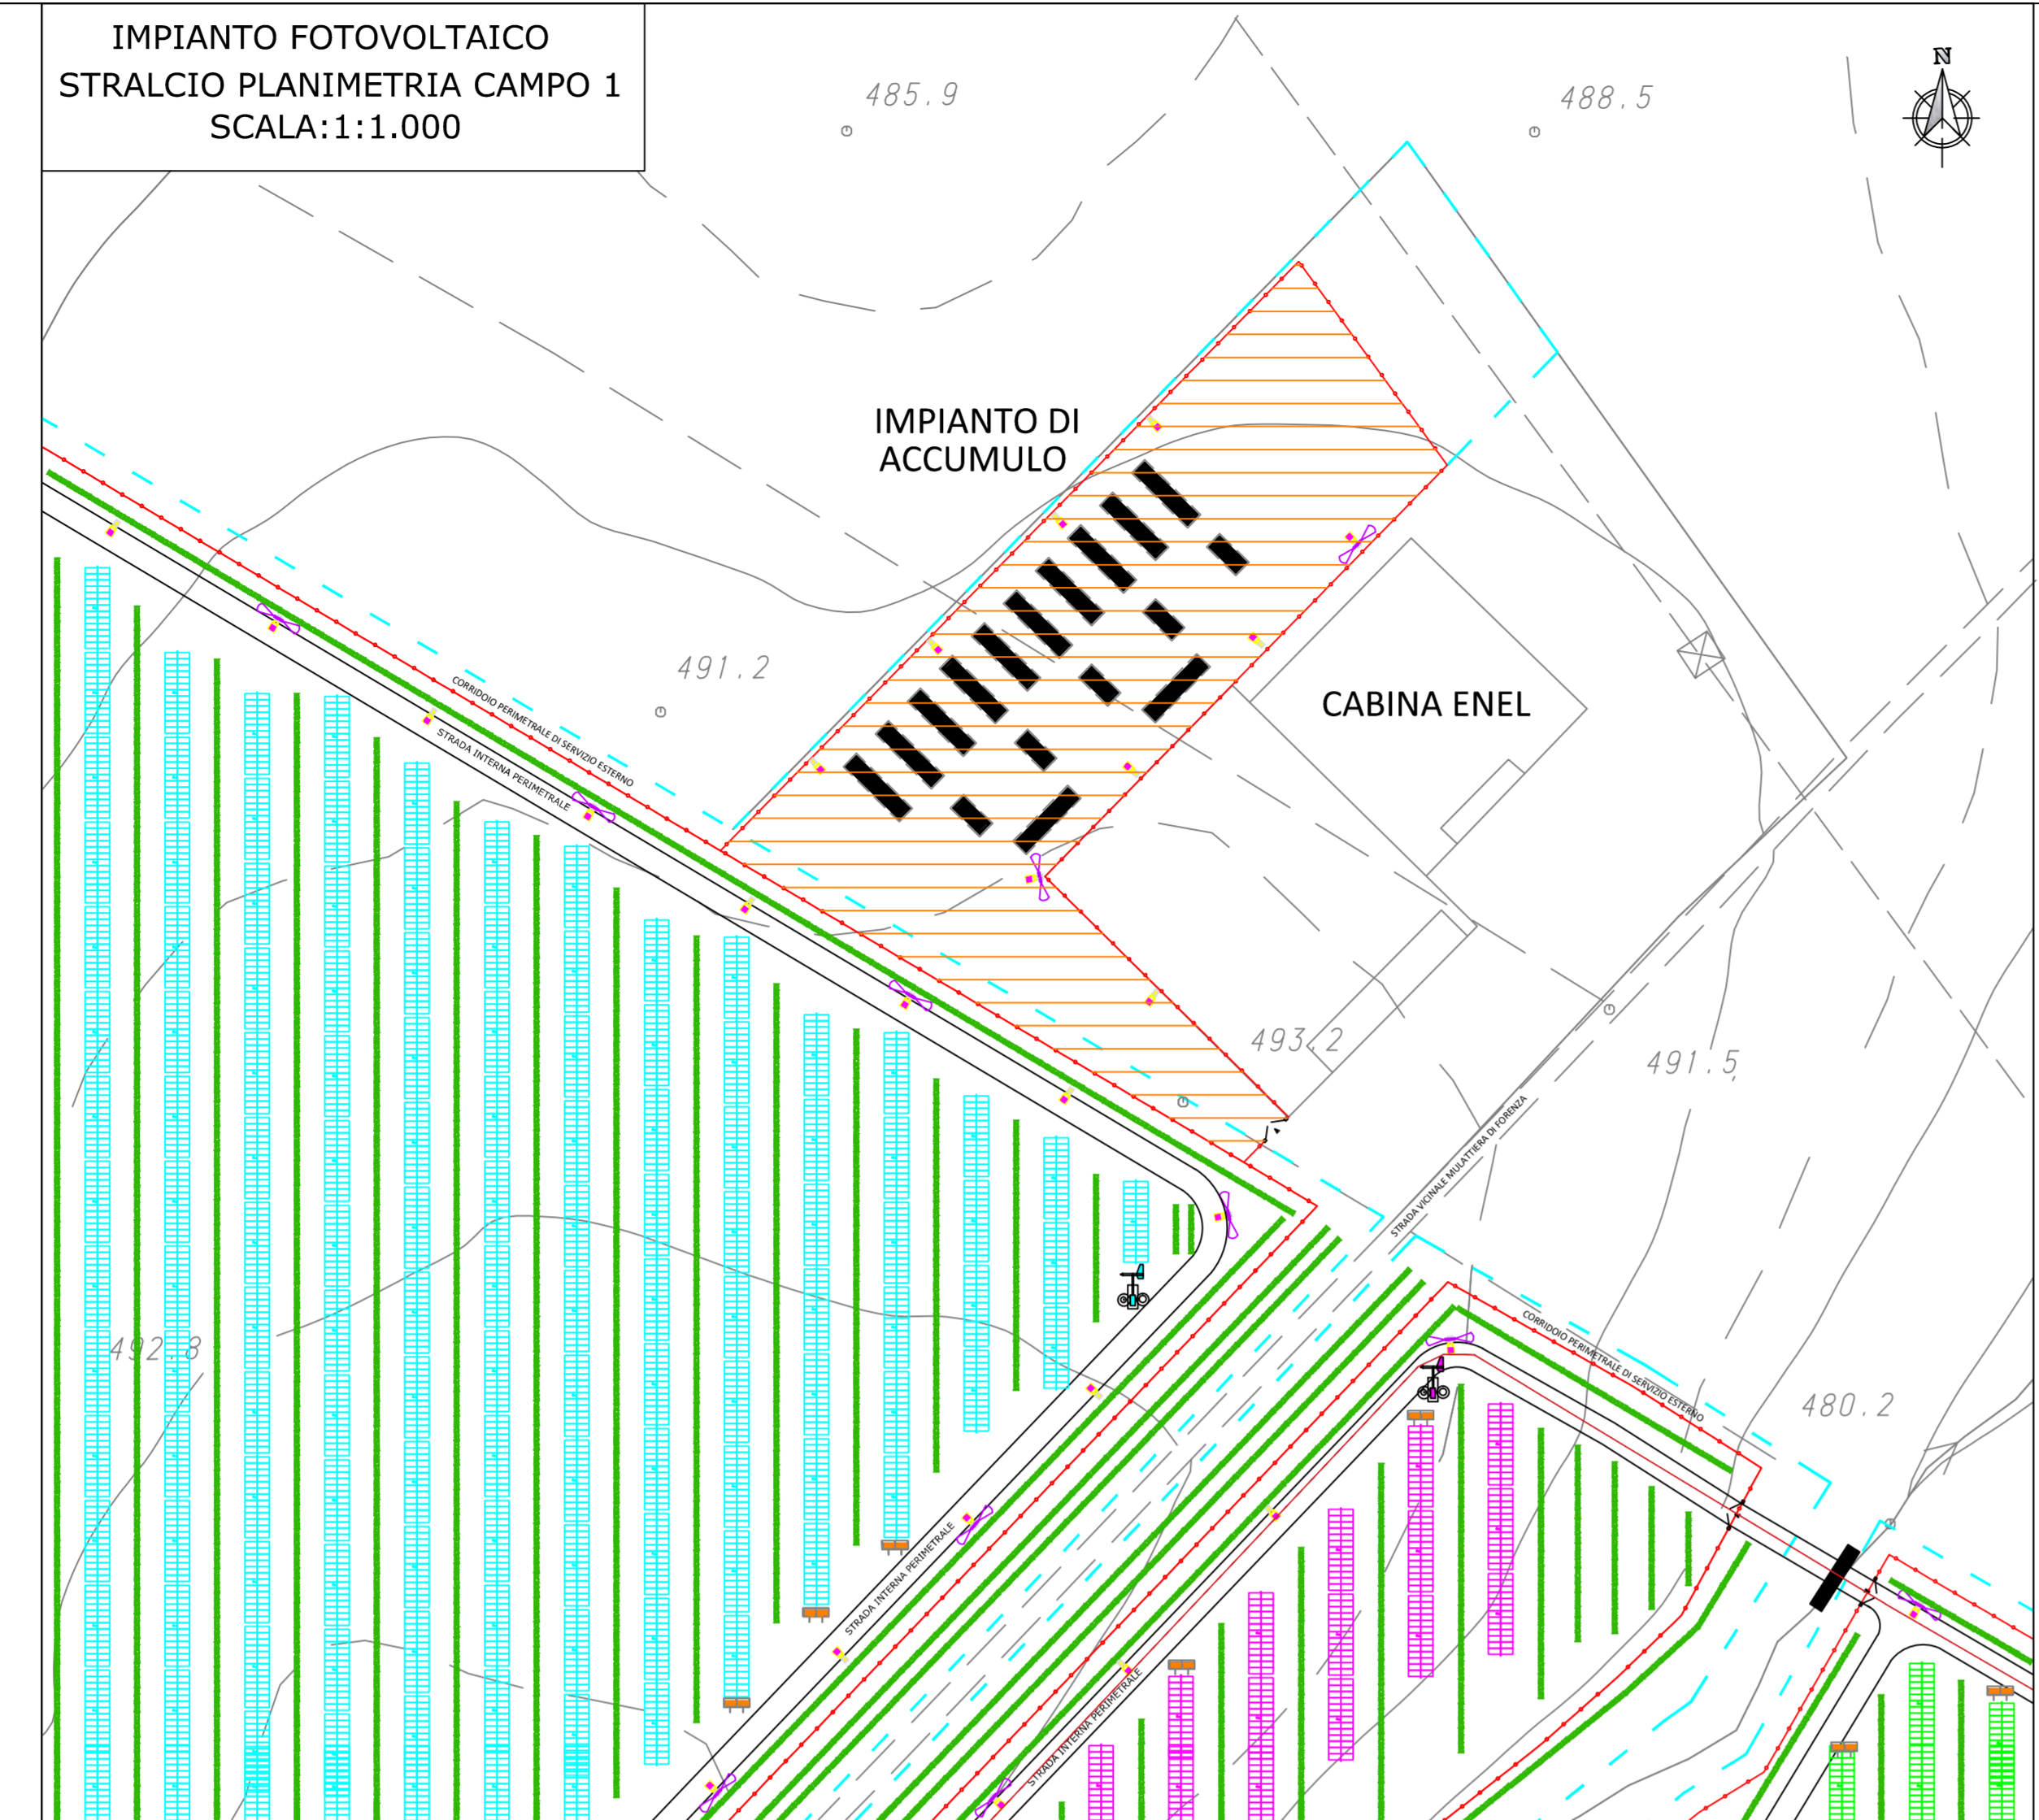 IMPIANTO FOTOVOLTAICO
STRALCIO PLANIMETRIA CAMPO 1
SCALA:1:1.000
485.9
488.5
N
IMPIANTO DI
ACCUMULO
491.2
CABINA ENEL
CORRIDOIO PERIMETRALE DI SERVIZIO ESTERNO
STRADA INTERNA PERIMETRALE
493.2
491.5
STRADA VICINALE MULATTIERA DI FORENZA
492.8
CORRIDOIO PERIMETRALE DI SERVIZIO ESTERNO
480.2
STRADA INTERNA PERIMETRALE
STRADA INTERNA PERIMETRALE